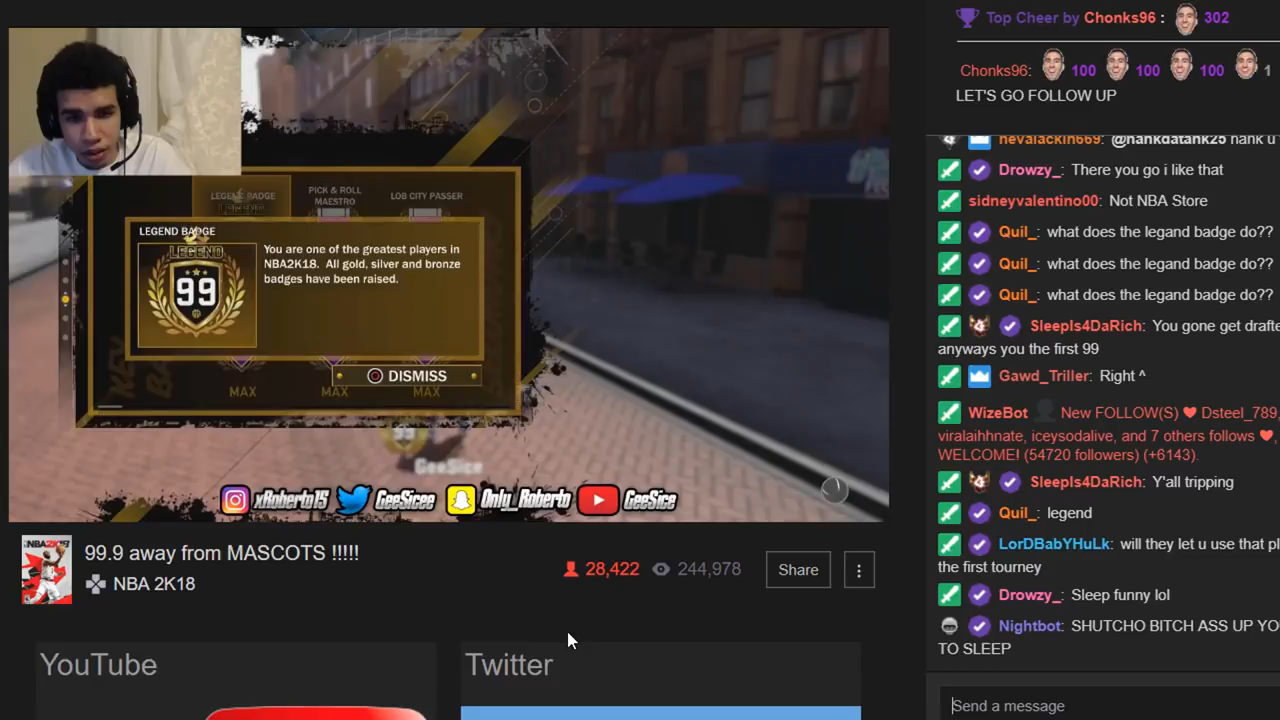 Top Cheer by Chonks96 : 302
Chonks96: 100 100 100 1
LET'S GO FOLLOW UP
nevalackin669: @nankdatank25 nank u
Drowzy_: There you go i like that
sidneyvalentino00: Not NBA Store
Quil_: what does the legand badge do??
Quil_: what does the legand badge do??
Quil_: what does the legand badge do??
SleepIs4DaRich: You gone get drafte
anyways you the first 99
Gawd_Triller: Right ^
WizeBot New FOLLOW(S) ♥ Dsteel_789,
viralaihhnate, iceysodalive, and 7 others follows ♥,
WELCOME! (54720 followers) (+6143).
SleepIs4DaRich: Y'all tripping
Quil_: legend
LorDBabYHuLk: will they let u use that pl
the first tourney
Drowzy_: Sleep funny lol
Nightbot: SHUTCHO BITCH ASS UP YO
TO SLEEP
Send a message
LEGEND BADGE
PICK & ROLL
MAESTRO
LOB CITY PASSER
LEGEND BADGE
LEGEND
99
You are one of the greatest players in
NBA2K18. All gold, silver and bronze
badges have been raised.
DISMISS
MAX
MAX
MAX
99
GeeSice
xRoberto15
GeeSicee
Only_Roberto
GeeSice
99.9 away from MASCOTS !!!!!
NBA 2K18
28,422
244,978
Share
YouTube
Twitter